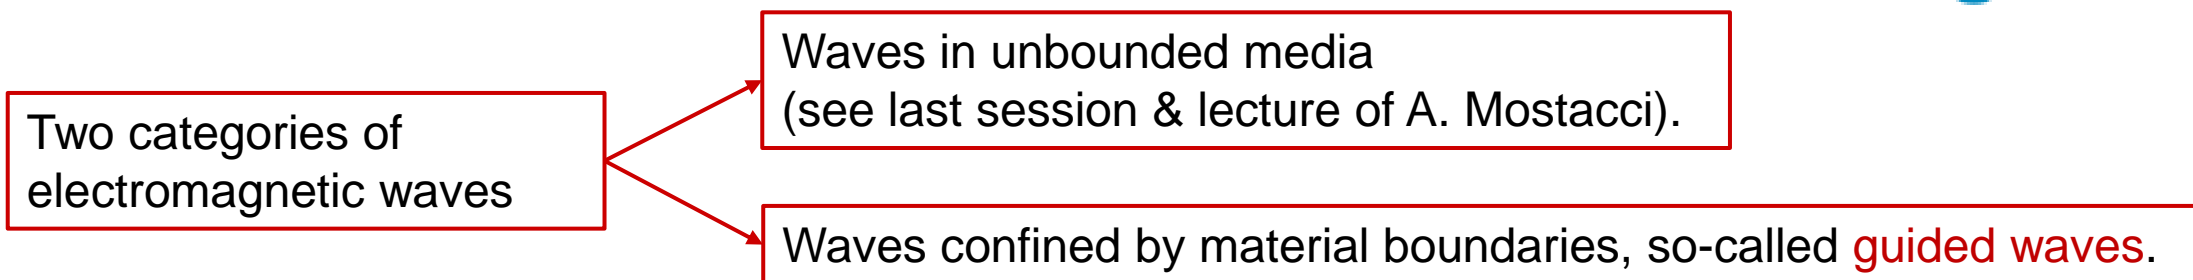 Two categories of
electromagnetic waves
Waves in unbounded media
(see last session & lecture of A. Mostacci).
Waves confined by material boundaries, so-called guided waves.